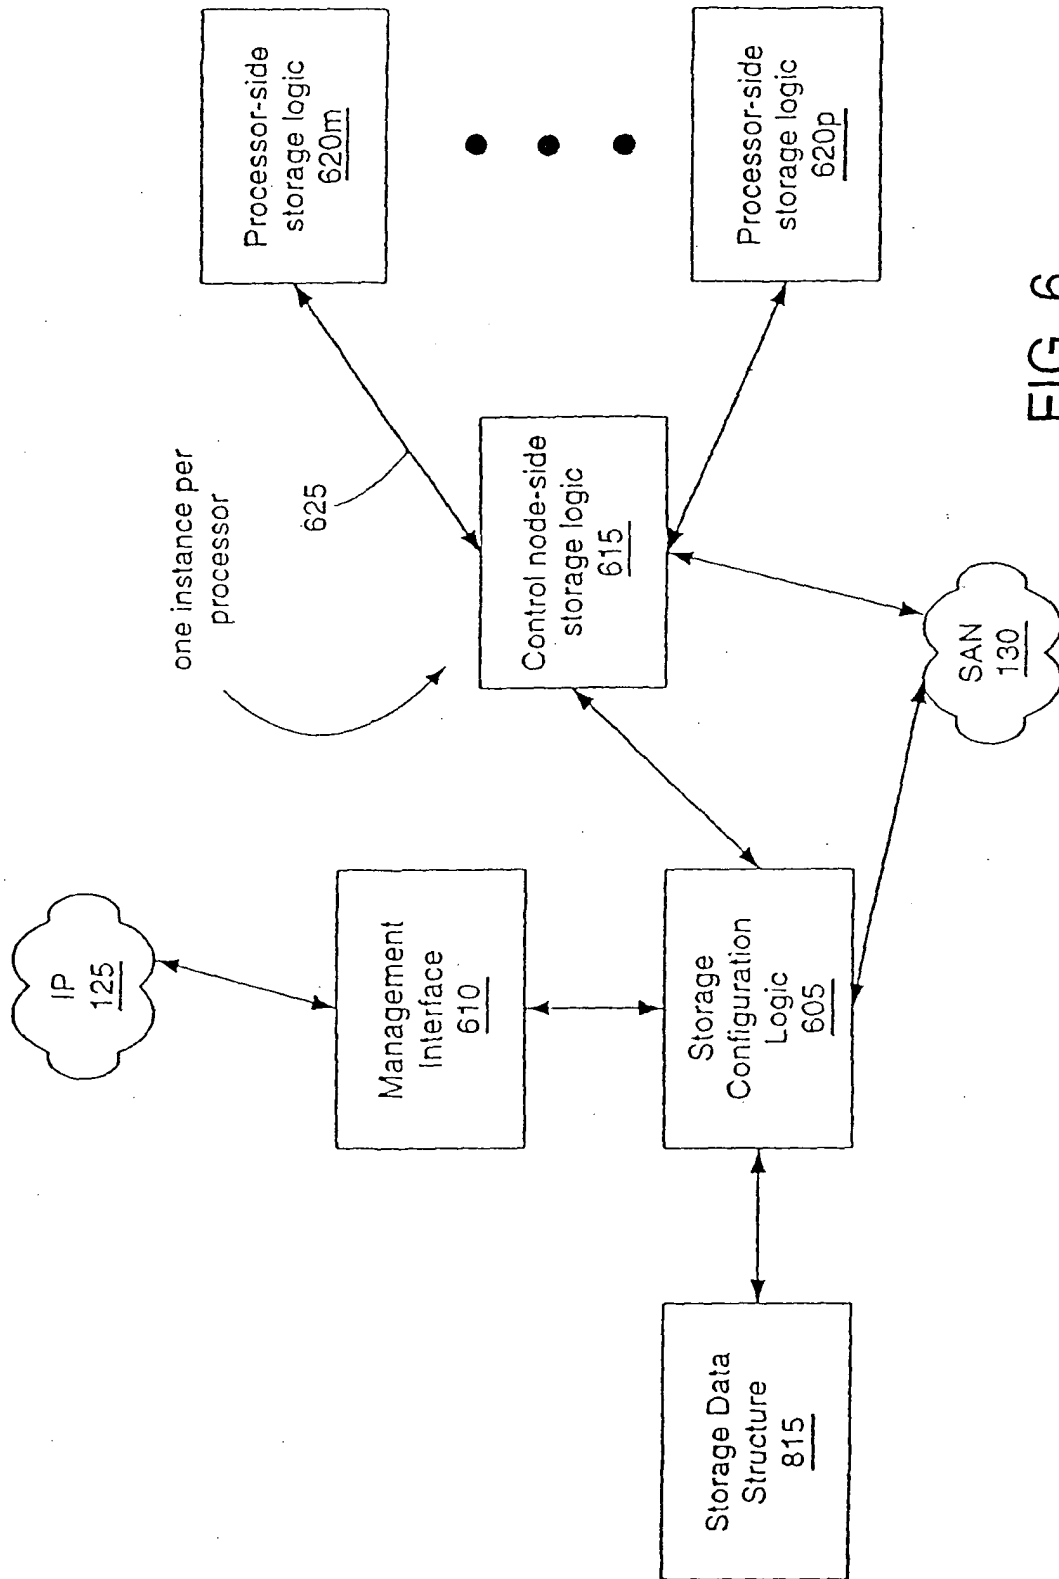 IP
125
Management
Interface
610
Storage Data
Structure
815
Storage
Configuration
Logic
605
one instance per
processor
625
Control node-side
storage logic
615
SAN
130
Processor-side
storage logic
620m
Processor-side
storage logic
620p
FIG. 6